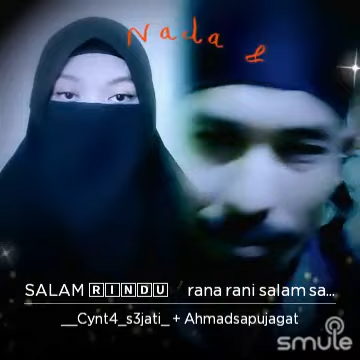 Nada &
SALAM 🅁🄸🄽🄳🅄 / rana rani salam sa...
__Cynt4_s3jati_ + Ahmadsapujagat
smule